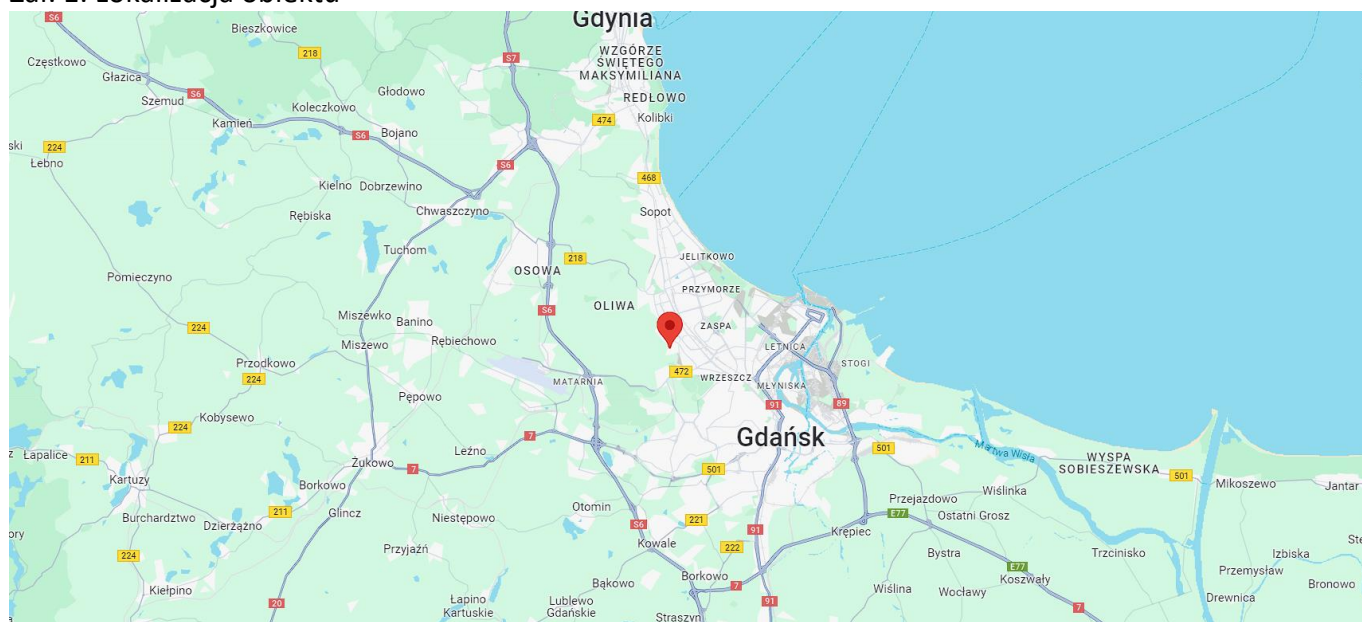 Gdynia
S6
Bieszkowice
218
S7
WZGÓRZE
ŚWIĘTEGO
MAKSYMILIANA
Częstkowo
Głazica
REDŁOWO
Szemud
S6
Głodowo
Koleczkowo
Kolibki
474
Kamień
S6
Bojano
ski
224
Łebno
S6
468
Kielno
Dobrzewino
Rębiska
Chwaszczyno
Sopot
Tuchom
218
JELITKOWO
OSOWA
Pomieczyno
PRZYMORZE
OLIWA
S6
Miszewko
Banino
224
ZASPA
Miszewo
Rębiechowo
LETNICA
STOGI
Przodkowo
472
WRZESZCZ
MŁYNISKA
224
MATARNIA
Pępowo
91
89
Kobysewo
224
7
Gdańsk
Leźno
501
Martwa Wisła
WYSPA
SOBIESZEWSKA
Łapalice
211
Żukowo
7
501
501
Mikoszewo
Jantar
Kartuzy
Borkowo
Wiślinka
Przejazdowo
211
Glincz
Otomin
E77
Ostatni Grosz
Burchardztwo
Dzierżążno
Niestępowo
S6
221
91
Krępiec
ory
224
Przyjaźń
Kowale
222
Bystra
Trzcinisko
Izbiska
E77
Przemysław
Kiełpino
Bąkowo
Borkowo
7
Koszwały
Bronowo
Wiślina
Wocławy
20
Łapino
Kartuskie
Lublewo
Gdańskie
91
7
Drewnica
Straszyn